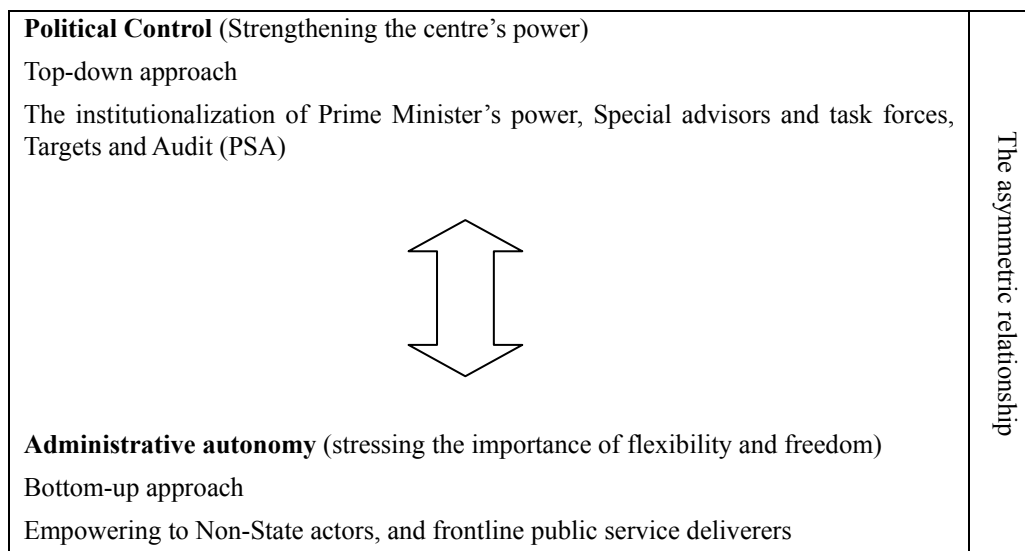 Political Control (Strengthening the centre’s power)
Top-down approach
The institutionalization of Prime Minister’s power, Special advisors and task forces,
Targets and Audit (PSA)
Administrative autonomy (stressing the importance of flexibility and freedom)
Bottom-up approach
Empowering to Non-State actors, and frontline public service deliverers
The asymmetric relationship